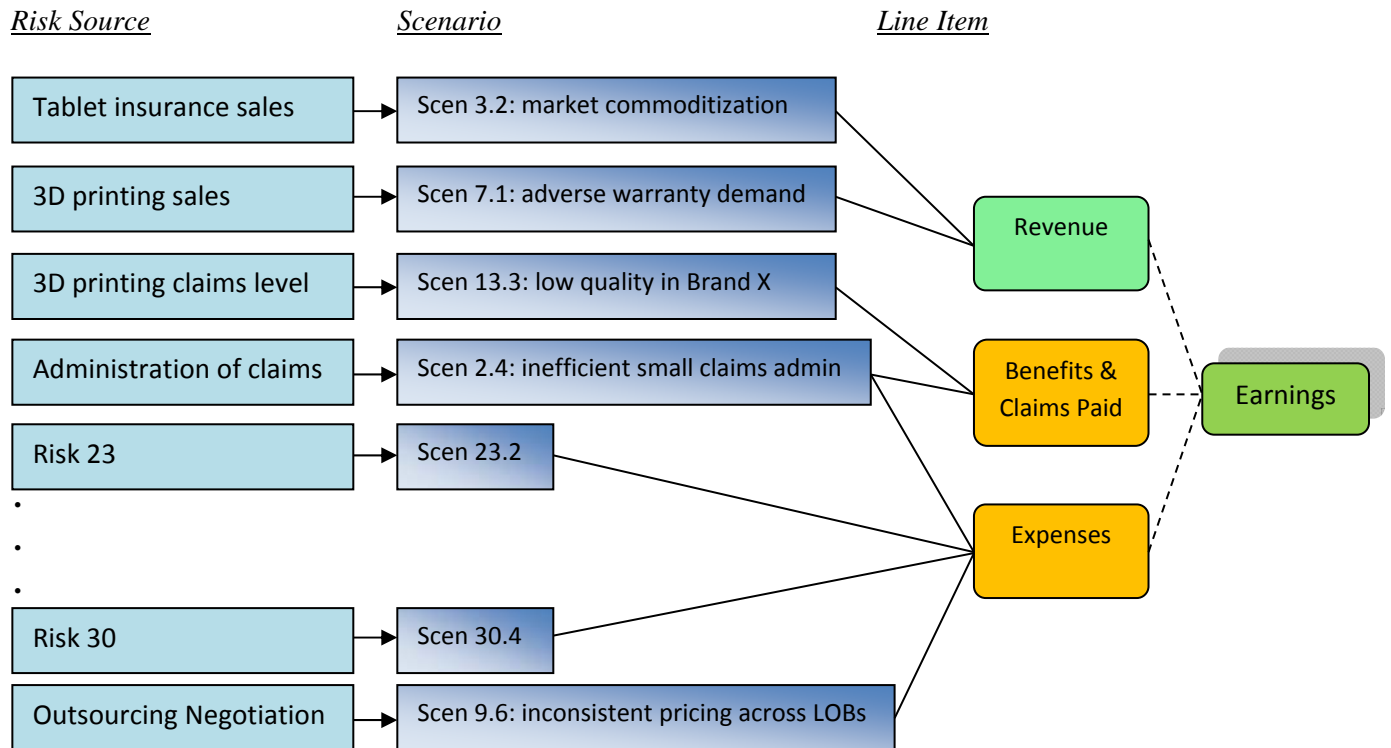 Risk Source
Scenario
Line Item
Tablet insurance sales
Scen 3.2: market commoditization
3D printing sales
Scen 7.1: adverse warranty demand
Revenue
3D printing claims level
Scen 13.3: low quality in Brand X
Administration of claims
Scen 2.4: inefficient small claims admin
Benefits &
Claims Paid
Earnings
Risk 23
Scen 23.2
Expenses
Risk 30
Scen 30.4
Outsourcing Negotiation
Scen 9.6: inconsistent pricing across LOBs